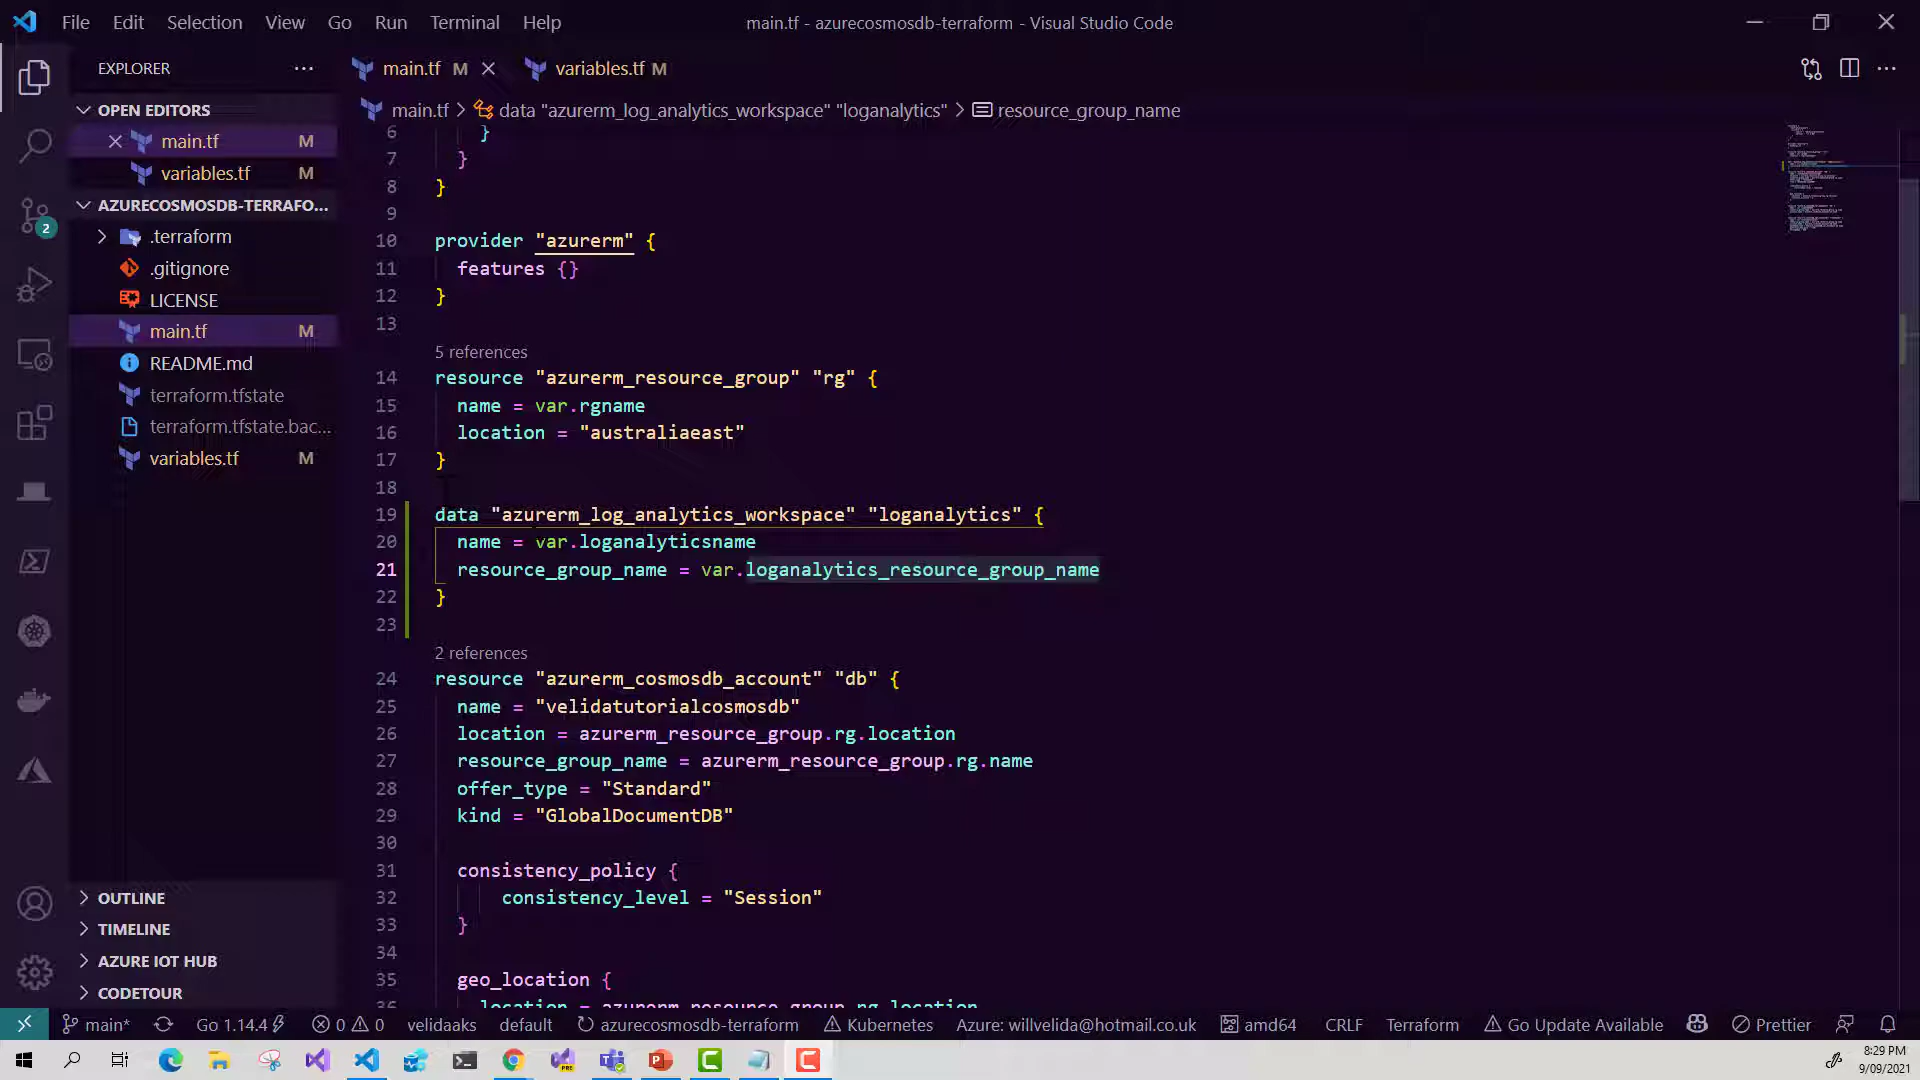 File Edit Selection View Go Run Terminal Help
main.tf - azurecosmosdb-terraform - Visual Studio Code
EXPLORER
main.tf M
variables.tf M
main.tf > data "azurerm_log_analytics_workspace" "loganalytics" > resource_group_name
OPEN EDITORS
main.tf M
variables.tf M
AZURECOSMOSDB-TERRAFO...
.terraform
.gitignore
LICENSE
main.tf M
README.md
terraform.tfstate
terraform.tfstate.bac...
variables.tf M
OUTLINE
TIMELINE
AZURE IOT HUB
CODETOUR
2
6 }
7 }
8 }
9
10 provider "azurerm" {
11 features {}
12 }
13
5 references
14 resource "azurerm_resource_group" "rg" {
15 name = var.rgname
16 location = "australiaeast"
17 }
18
19 data "azurerm_log_analytics_workspace" "loganalytics" {
20 name = var.loganalyticsname
21 resource_group_name = var.loganalytics_resource_group_name
22 }
23
2 references
24 resource "azurerm_cosmosdb_account" "db" {
25 name = "velidatutorialcosmosdb"
26 location = azurerm_resource_group.rg.location
27 resource_group_name = azurerm_resource_group.rg.name
28 offer_type = "Standard"
29 kind = "GlobalDocumentDB"
30
31 consistency_policy {
32 consistency_level = "Session"
33 }
34
35 geo_location {
36 location = azurerm_resource_group.rg.location
main* Go 1.14.4 0 0 velidaaks default azurecosmosdb-terraform Kubernetes Azure: willvelida@hotmail.co.uk amd64 CRLF Terraform Go Update Available Prettier
8:29 PM
9/09/2021